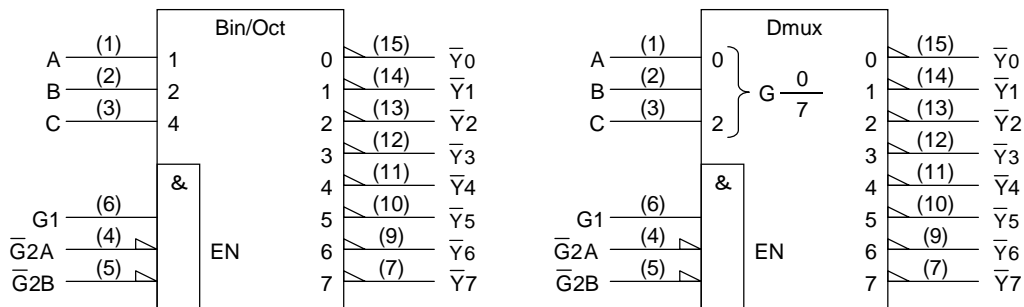 Bin/Oct
A (1) 1 0 (15) Y̅0
B (2) 2 1 (14) Y̅1
C (3) 4 2 (13) Y̅2
3 (12) Y̅3
& 4 (11) Y̅4
G1 (6) 5 (10) Y̅5
G̅2A (4) EN 6 (9) Y̅6
G̅2B (5) 7 (7) Y̅7
Dmux
A (1) 0 0 (15) Y̅0
B (2) G 0/7 1 (14) Y̅1
C (3) 2 2 (13) Y̅2
3 (12) Y̅3
& 4 (11) Y̅4
G1 (6) 5 (10) Y̅5
G̅2A (4) EN 6 (9) Y̅6
G̅2B (5) 7 (7) Y̅7